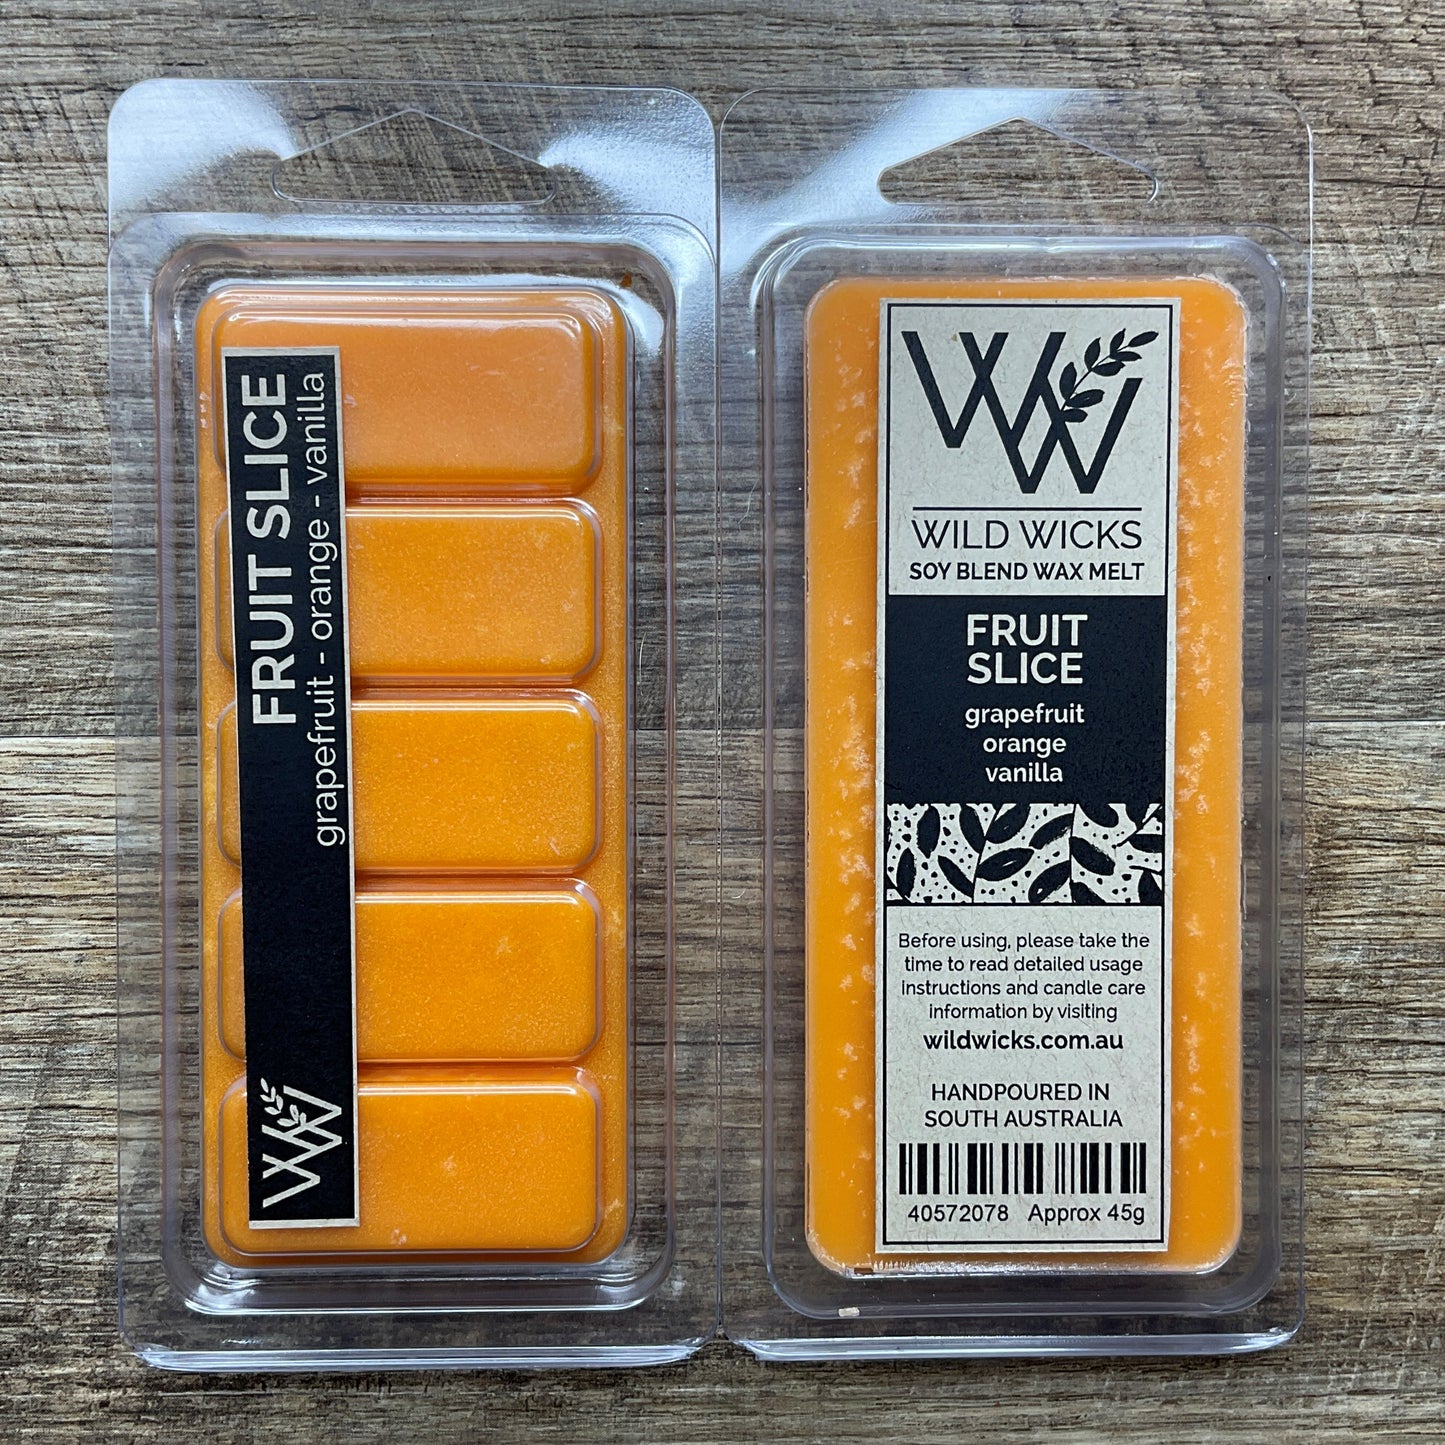 FRUIT SLICE
grapefruit - orange - vanilla
WW
WW
WILD WICKS
SOY BLEND WAX MELT
FRUIT
SLICE
grapefruit
orange
vanilla
Before using, please take the
time to read detailed usage
instructions and candle care
information by visiting
wildwicks.com.au
HANDPOURED IN
SOUTH AUSTRALIA
40572078 Approx 45g